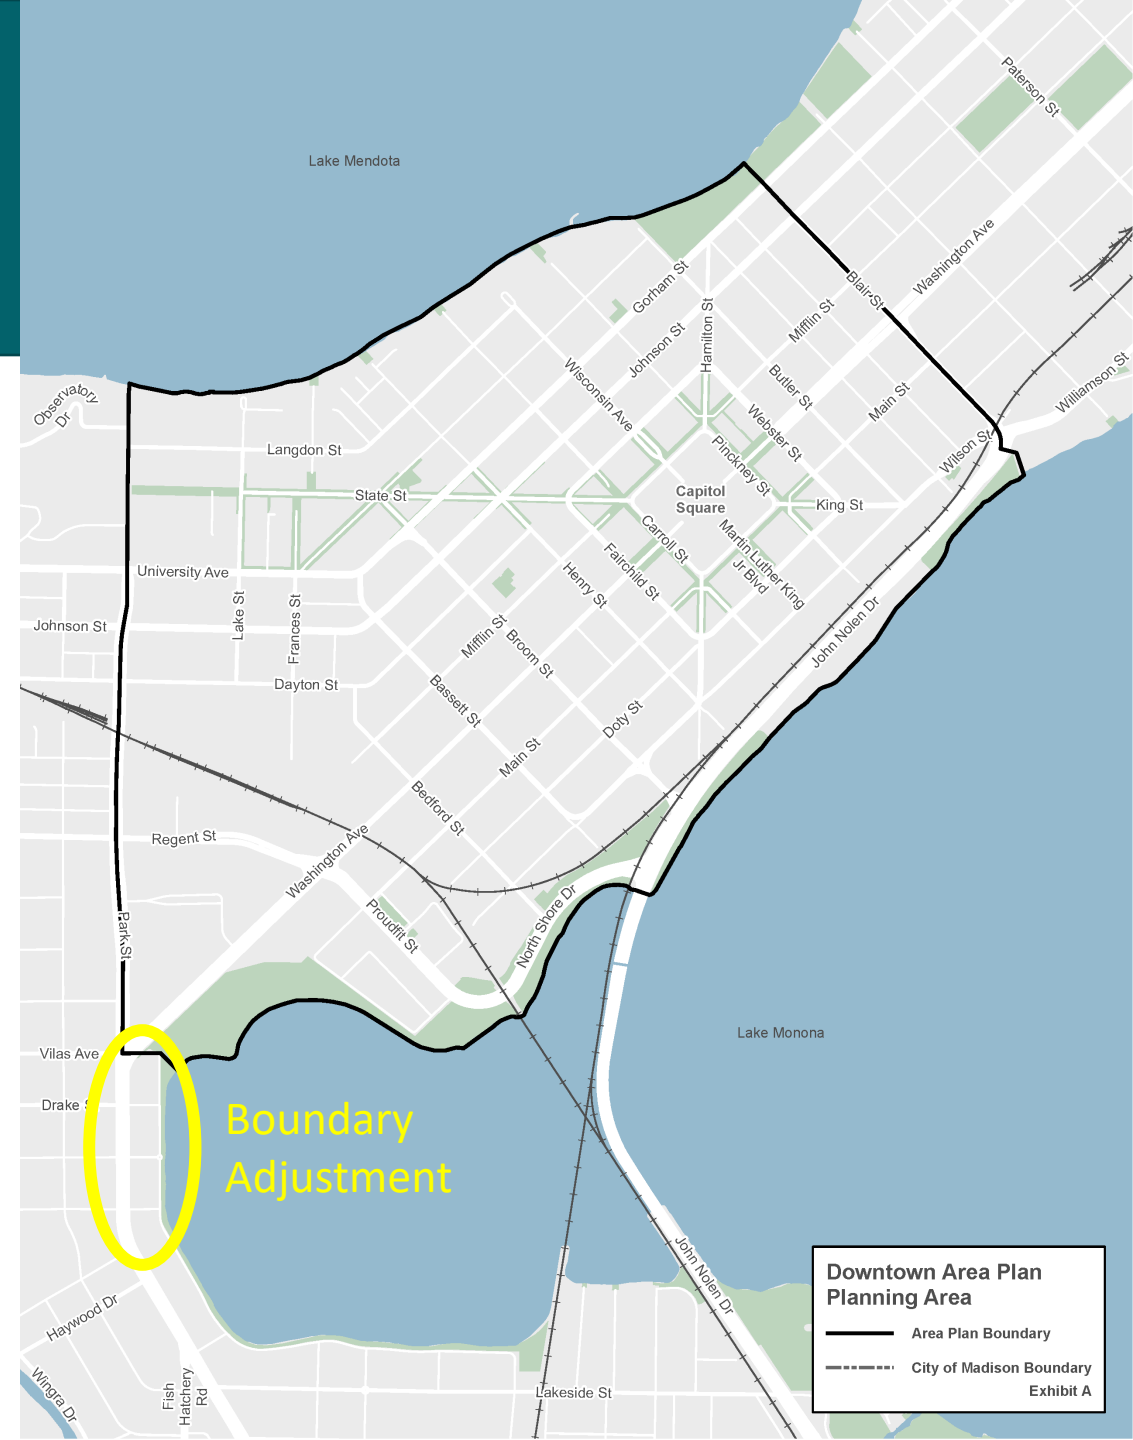 Paterson St
Lake Mendota
Washington Ave
Blair St
Gorham St
Mifflin St
Hamilton St
Johnson St
Williamson St
Wisconsin Ave
Butler St
Main St
Observatory
Dr
Webster St
Langdon St
Pinckney St
Wilson St
State St
Capitol
Square
King St
Carroll St
Martin Luther King
Jr Blvd
Fairchild St
University Ave
Henry St
Lake St
Frances St
Johnson St
John Nolen Dr
Mifflin St
Broom St
Dayton St
Bassett St
Doty St
Main St
Bedford St
Regent St
Washington Ave
Park St
Proudfit St
North Shore Dr
Lake Monona
Vilas Ave
Drake S
Boundary
Adjustment
John Nolen Dr
Haywood Dr
Wingra Dr
Fish
Hatchery
Rd
Lakeside St
Downtown Area Plan
Planning Area
Area Plan Boundary
City of Madison Boundary
Exhibit A